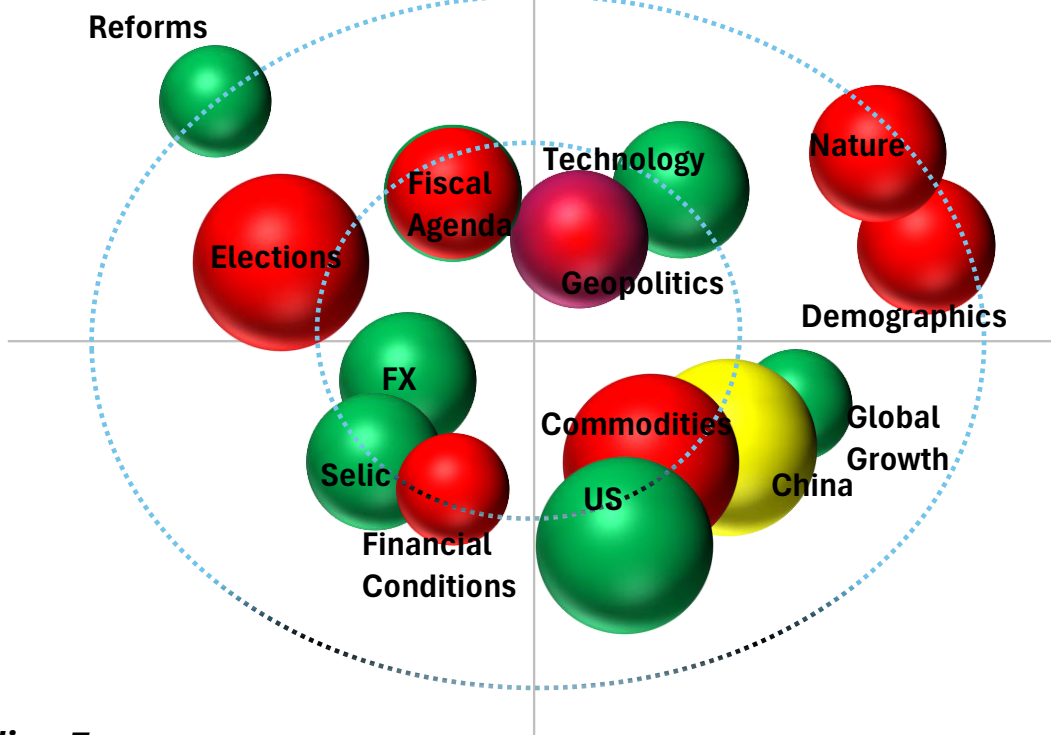 Reforms
Technology
Nature
Fiscal
Agenda
Elections
Geopolitics
Demographics
FX
Commodities
Global
Growth
Selic
China
US
Financial
Conditions